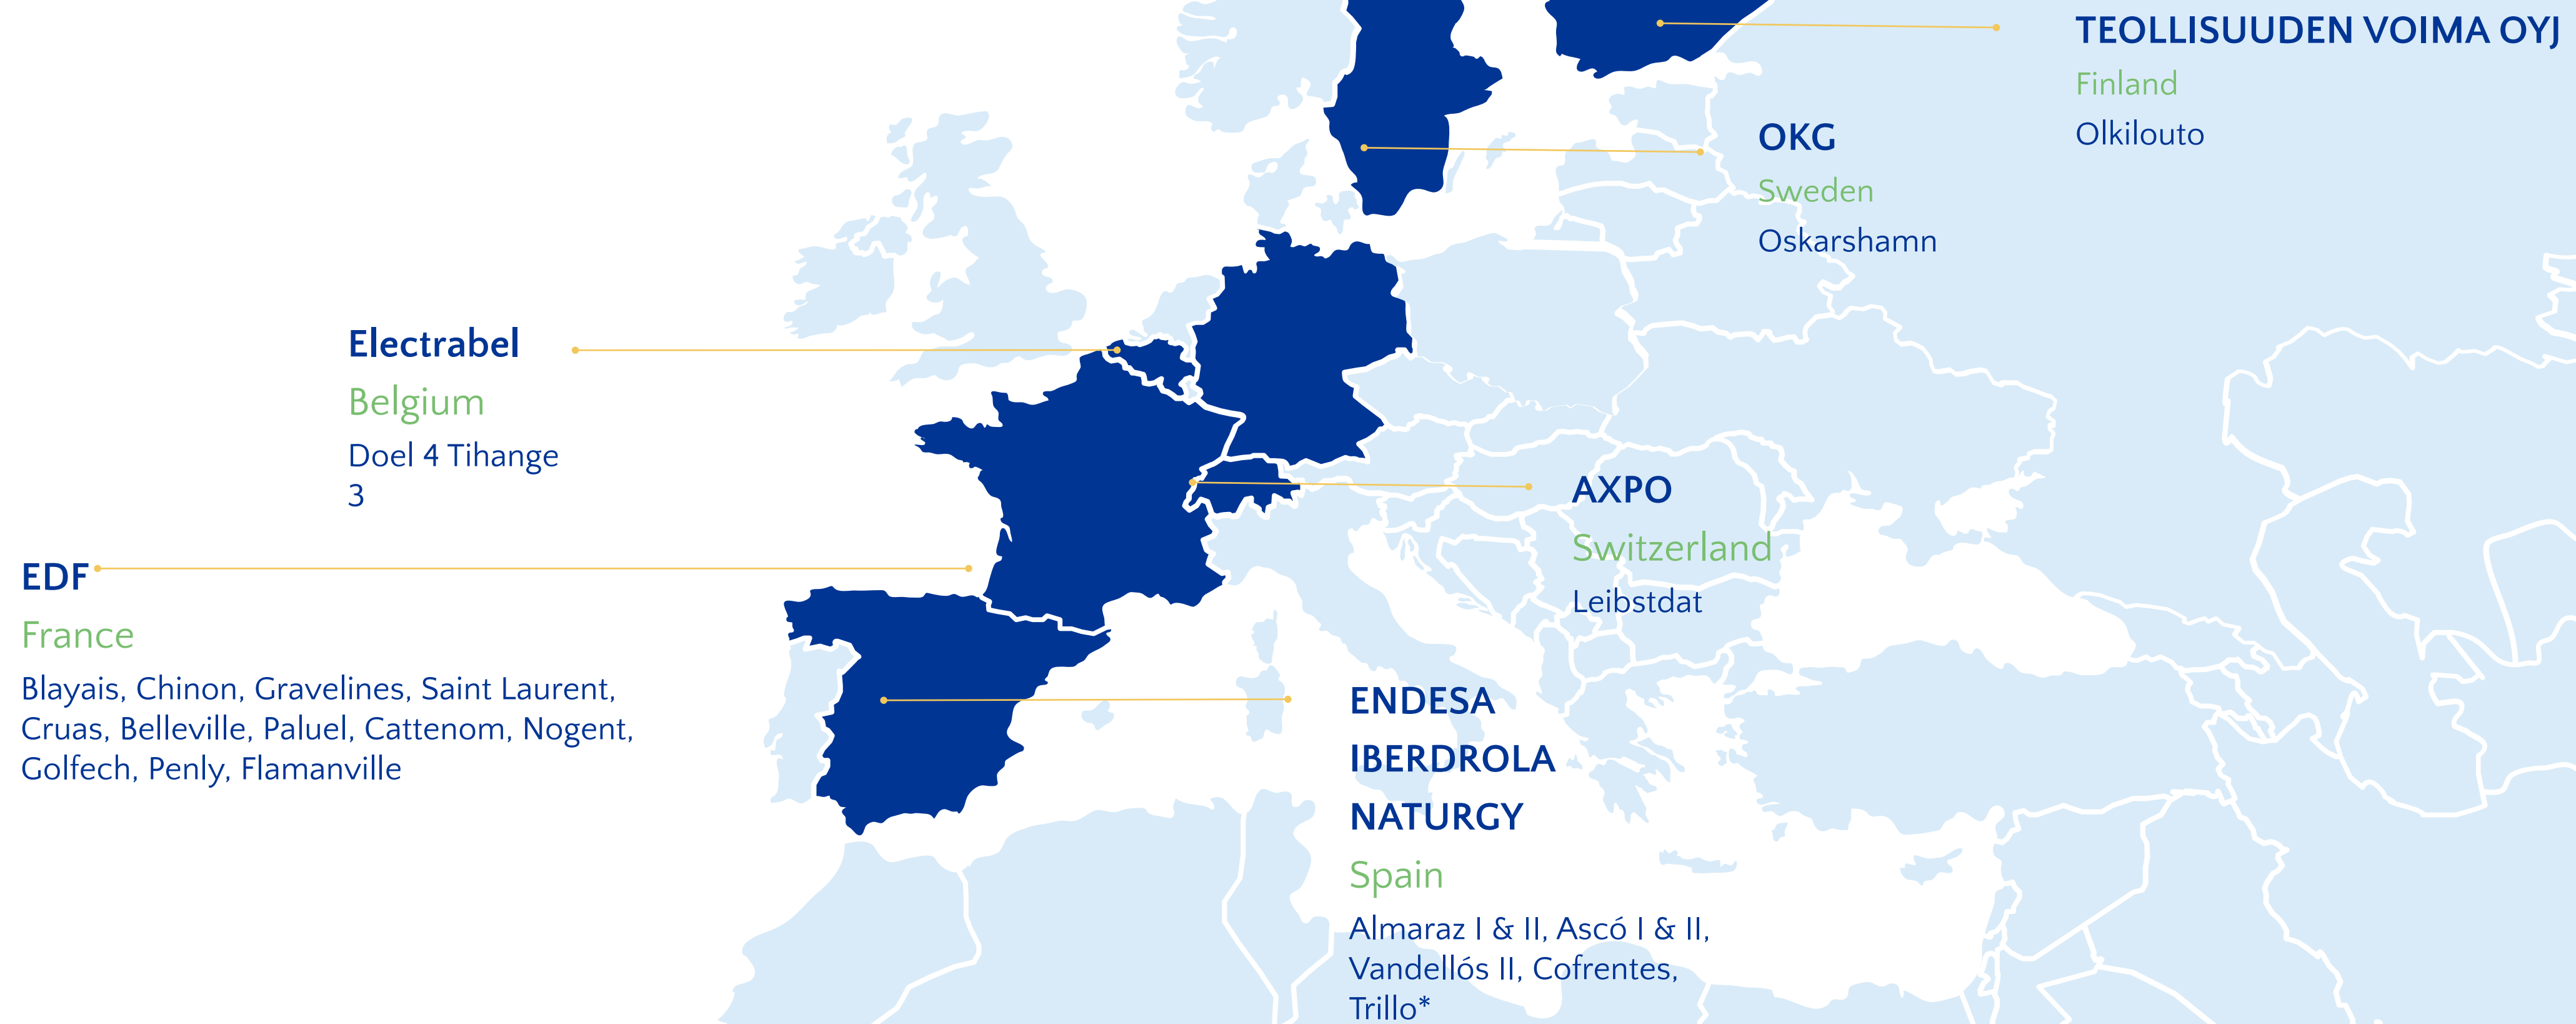 TEOLLISUUDEN VOIMA OYJ
Finland
Olkilouto
OKG
Sweden
Oskarshamn
Electrabel
Belgium
Doel 4 Tihange
3
AXPO
Switzerland
Leibstdat
EDF
France
Blayais, Chinon, Gravelines, Saint Laurent,
Cruas, Belleville, Paluel, Cattenom, Nogent,
Golfech, Penly, Flamanville
ENDESA
IBERDROLA
NATURGY
Spain
Almaraz I & II, Ascó I & II,
Vandellós II, Cofrentes,
Trillo*